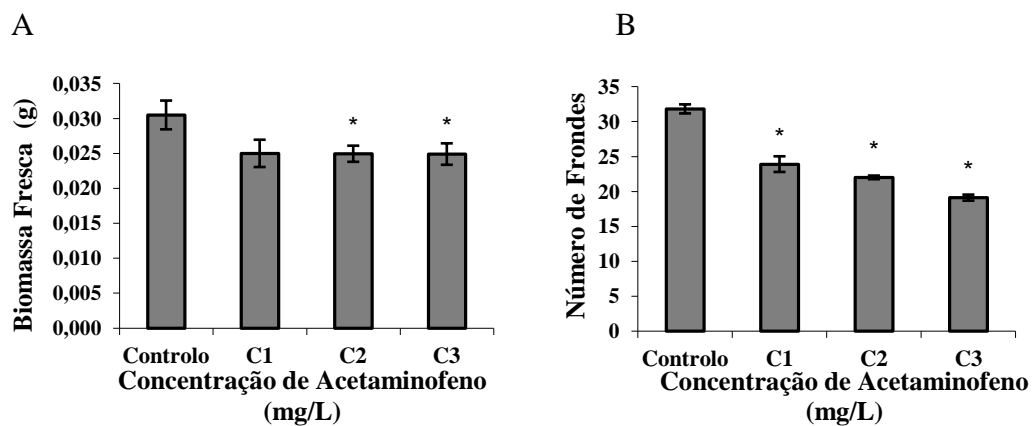 A
Biomassa Fresca (g)
0,035
0,030
0,025
0,020
0,015
0,010
0,005
0,000
*
*
Controlo C1 C2 C3
Concentração de Acetaminofeno
(mg/L)
B
Número de Frondes
35
30
25
20
15
10
5
0
*
*
*
Controlo C1 C2 C3
Concentração de Acetaminofeno
(mg/L)